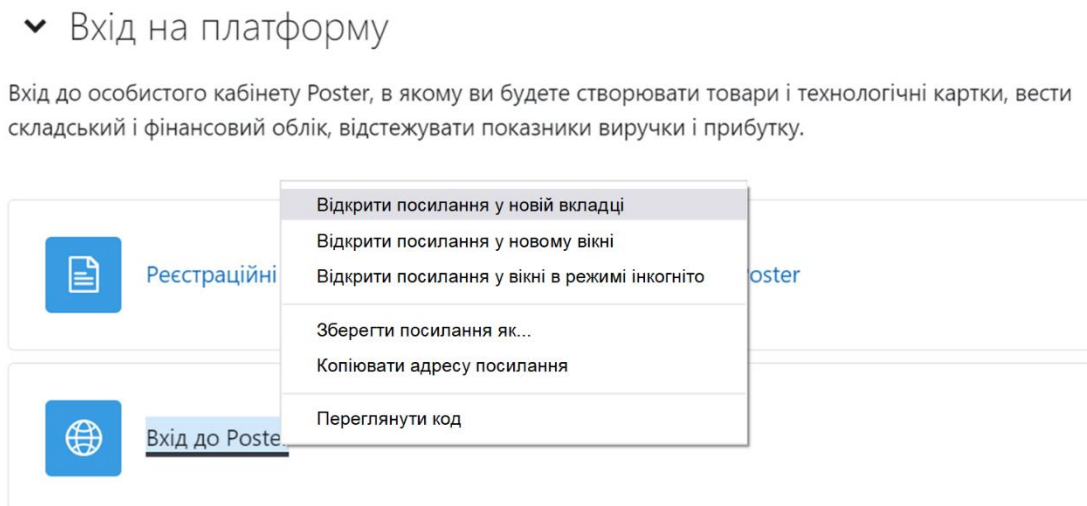 Вхід на платформу
Вхід до особистого кабінету Poster, в якому ви будете створювати товари і технологічні картки, вести
складський і фінансовий облік, відстежувати показники виручки і прибутку.
Відкрити посилання у новій вкладці
Відкрити посилання у новому вікні
Відкрити посилання у вікні в режимі інкогніто
Зберегти посилання як...
Копіювати адресу посилання
Переглянути код
Реєстраційні oster
Вхід до Poste